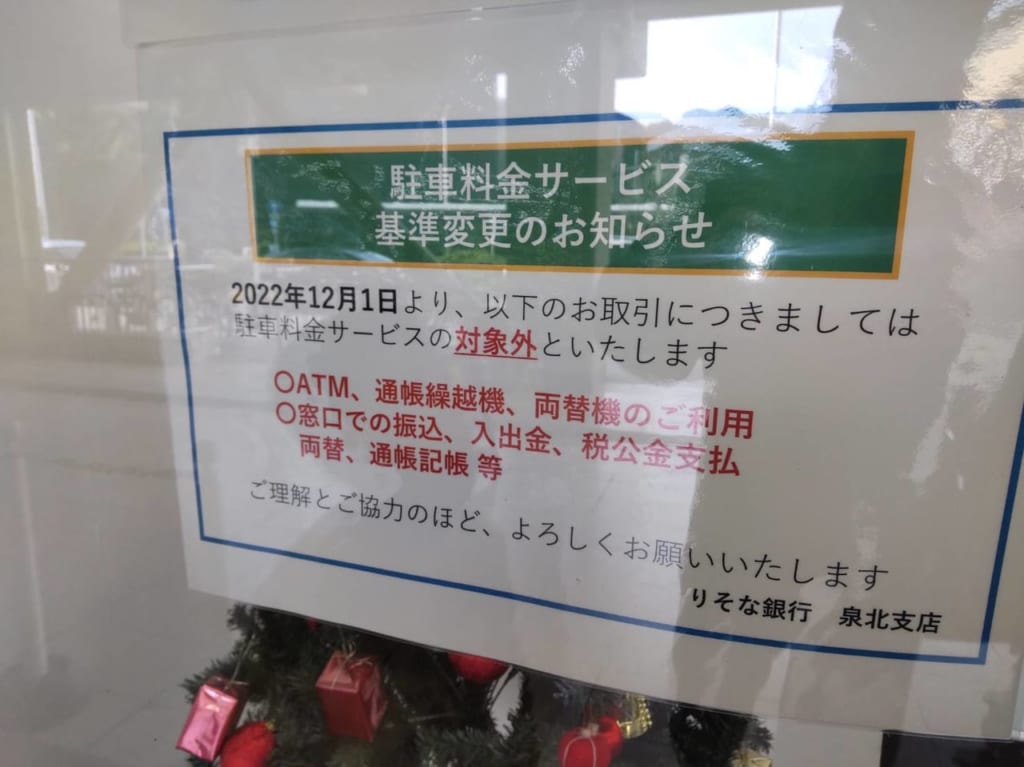 駐車料金サービス
基準変更のお知らせ
2022年12月1日より、以下のお取引につきましては
駐車料金サービスの対象外といたします
〇ATM、通帳繰越機、両替機のご利用
〇窓口での振込、入出金、税公金支払
両替、通帳記帳 等
ご理解とご協力のほど、よろしくお願いいたします
りそな銀行　泉北支店